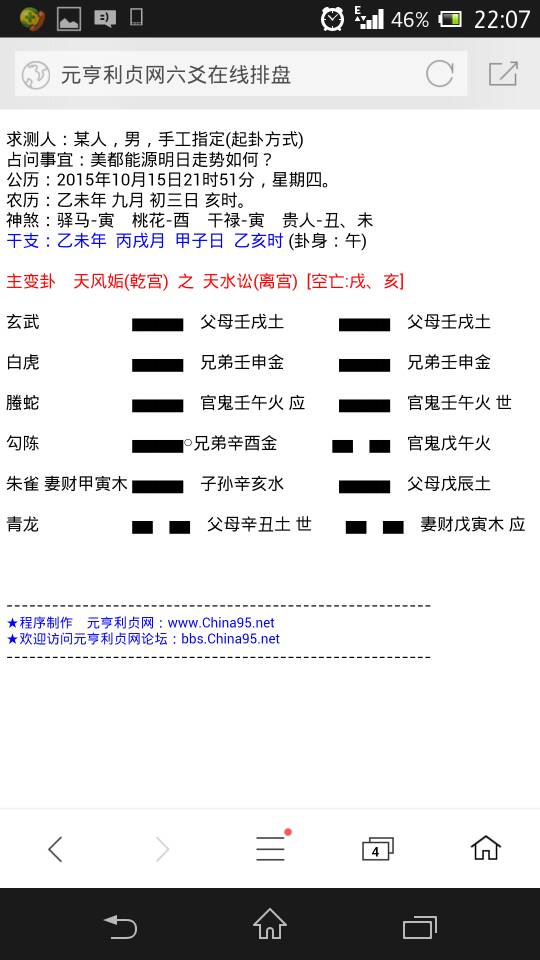 E 46% 22:07
元亨利贞网六爻在线排盘
求测人：某人，男，手工指定(起卦方式)
占问事宜：美都能源明日走势如何？
公历：2015年10月15日21时51分，星期四。
农历：乙未年 九月 初三日 亥时。
神煞：驿马-寅 桃花-酉 干禄-寅 贵人-丑、未
干支：乙未年 丙戌月 甲子日 乙亥时 (卦身：午)
主变卦 天风姤(乾宫) 之 天水讼(离宫) [空亡:戌、亥]
玄武 父母壬戌土 父母壬戌土
白虎 兄弟壬申金 兄弟壬申金
螣蛇 官鬼壬午火 应 官鬼壬午火 世
勾陈 ○兄弟辛酉金 官鬼戊午火
朱雀 妻财甲寅木 子孙辛亥水 父母戊辰土
青龙 父母辛丑土 世 妻财戊寅木 应
------------------------------------------------------------
★程序制作 元亨利贞网：www.China95.net
★欢迎访问元亨利贞网论坛：bbs.China95.net
------------------------------------------------------------
4